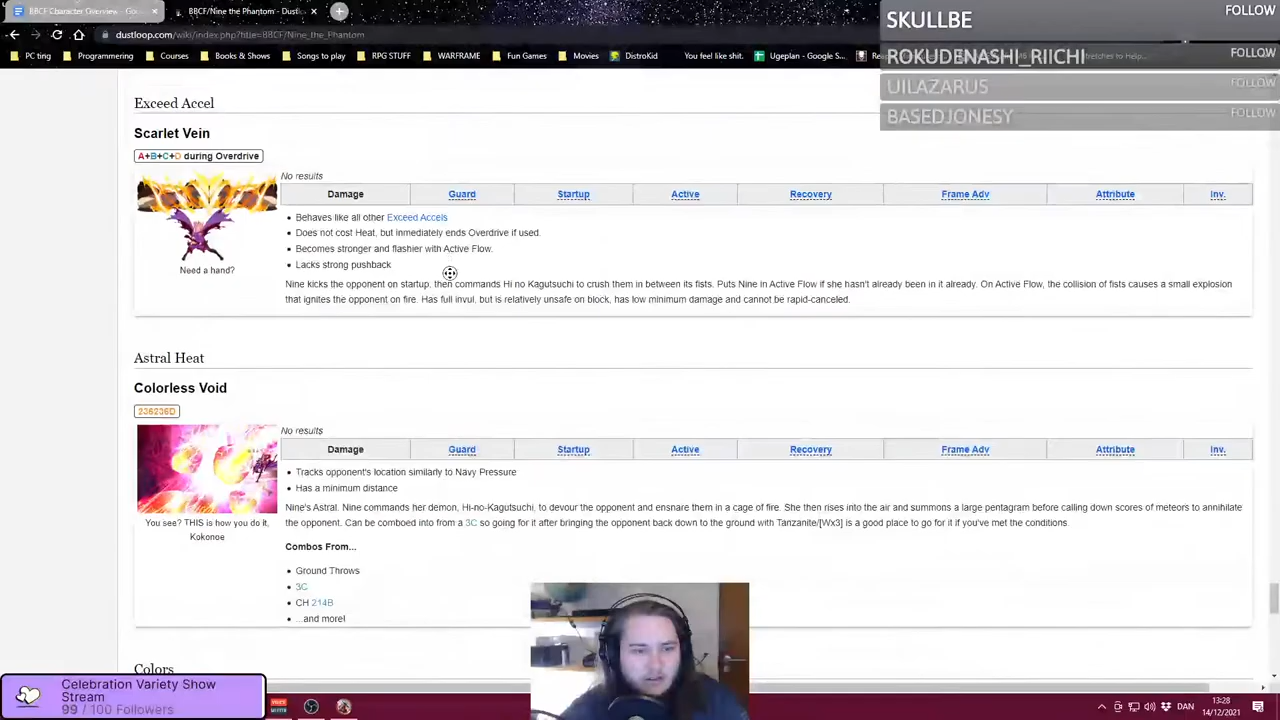 BBCF Character Overview - Goo
BBCF/Nine the Phantom - Dustlo
SKULLBE
FOLLOW
dustloop.com/wiki/index.php?title=BBCF/Nine_the_Phantom
ROKUDENASHI_RIICHI
FOLLOW
PC ting
Programmering
Courses
Books & Shows
Songs to play
RPG STUFF
WARFRAME
Fun Games
Movies
DistroKid
You feel like shit.
Ugeplan - Google S...
UILAZARUS
FOLLOW
BASEDJONESY
FOLLOW
Exceed Accel
Scarlet Vein
A+B+C+D during Overdrive
No results
Damage Guard Startup Active Recovery Frame Adv Attribute Inv.
Behaves like all other Exceed Accels
Does not cost Heat, but inmediately ends Overdrive if used.
Becomes stronger and flashier with Active Flow.
Lacks strong pushback
Need a hand?
Nine kicks the opponent on startup, then commands Hi no Kagutsuchi to crush them in between its fists. Puts Nine in Active Flow if she hasn't already been in it already. On Active Flow, the collision of fists causes a small explosion
that ignites the opponent on fire. Has full invul, but is relatively unsafe on block, has low minimum damage and cannot be rapid-canceled.
Astral Heat
Colorless Void
236236D
No results
Damage Guard Startup Active Recovery Frame Adv Attribute Inv.
Tracks opponent's location similarly to Navy Pressure
Has a minimum distance
Nine's Astral. Nine commands her demon, Hi-no-Kagutsuchi, to devour the opponent and ensnare them in a cage of fire. She then rises into the air and summons a large pentagram before calling down scores of meteors to annihilate
the opponent. Can be comboed into from a 3C so going for it after bringing the opponent back down to the ground with Tanzanite/[Wx3] is a good place to go for it if you've met the conditions.
You see? THIS is how you do it,
Kokonoe
Combos From...
Ground Throws
3C
CH 214B
...and more!
Colors
Celebration Variety Show
Stream
99 / 100 Followers
DAN
13:28
14/12/2021